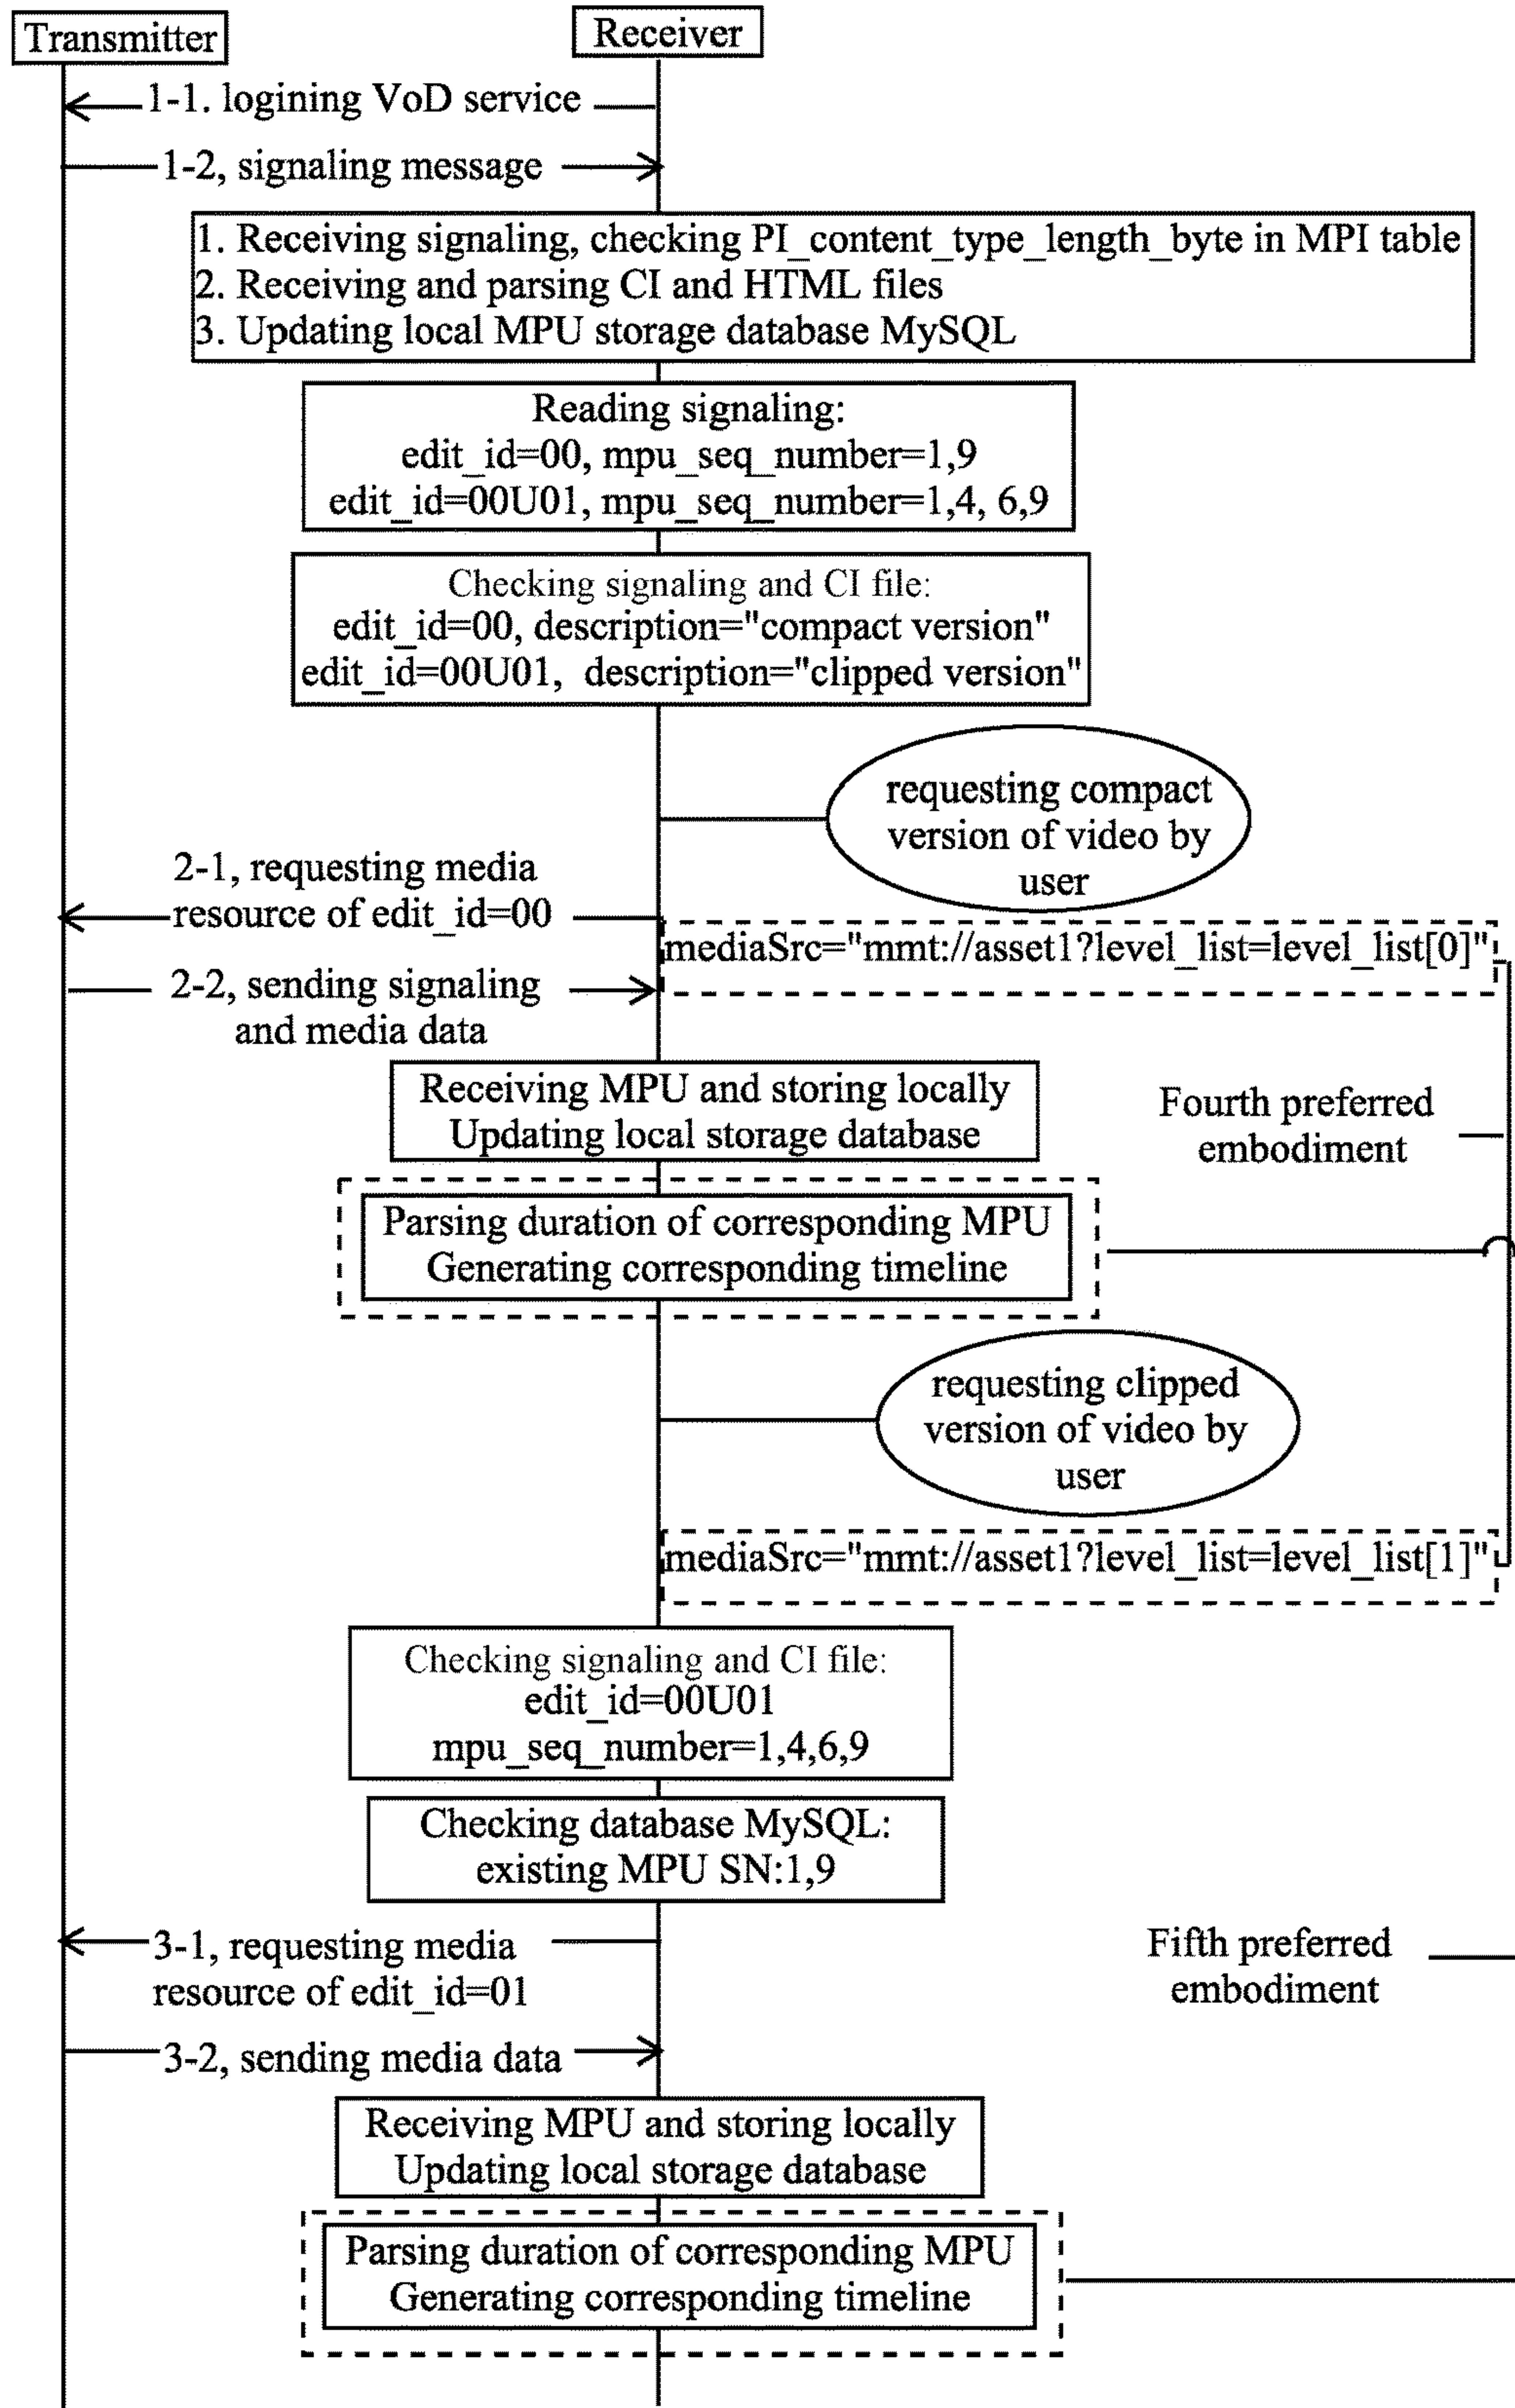 Transmitter
Receiver
1-1. logining VoD service
1-2, signaling message
1. Receiving signaling, checking PI_content_type_length_byte in MPI table
2. Receiving and parsing CI and HTML files
3. Updating local MPU storage database MySQL
Reading signaling:
edit_id=00, mpu_seq_number=1,9
edit_id=00U01, mpu_seq_number=1,4, 6,9
Checking signaling and CI file:
edit_id=00, description="compact version"
edit_id=00U01, description="clipped version"
requesting compact
version of video by
user
2-1, requesting media
resource of edit_id=00
mediaSrc="mmt://asset1?level_list=level_list[0]"
2-2, sending signaling
and media data
Receiving MPU and storing locally
Updating local storage database
Fourth preferred
embodiment
Parsing duration of corresponding MPU
Generating corresponding timeline
requesting clipped
version of video by
user
mediaSrc="mmt://asset1?level_list=level_list[1]"
Checking signaling and CI file:
edit_id=00U01
mpu_seq_number=1,4,6,9
Checking database MySQL:
existing MPU SN:1,9
3-1, requesting media
resource of edit_id=01
Fifth preferred
embodiment
3-2, sending media data
Receiving MPU and storing locally
Updating local storage database
Parsing duration of corresponding MPU
Generating corresponding timeline